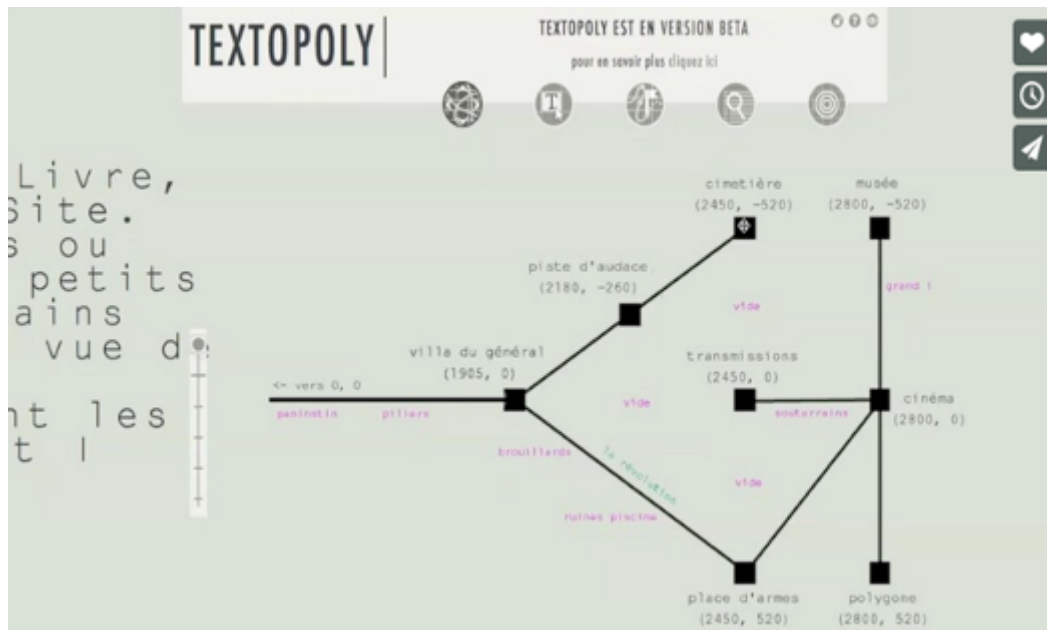 TEXTOPOLY
TEXTOPOLY EST EN VERSION BETA
pour en savoir plus cliquez ici
T
Livre,
Site.
s ou
petits
ains
vue de
nt les
t l
cimetière
(2450, -520)
musée
(2800, -520)
piste d'audace
(2180, -260)
grand i
vide
villa du général
(1905, 0)
transmissions
(2450, 0)
<- vers 0, 0
paninstin
piliers
vide
souterrains
cinéma
(2800, 0)
brouillards
la révolution
vide
ruines piscine
place d'armes
(2450, 520)
polygone
(2800, 520)